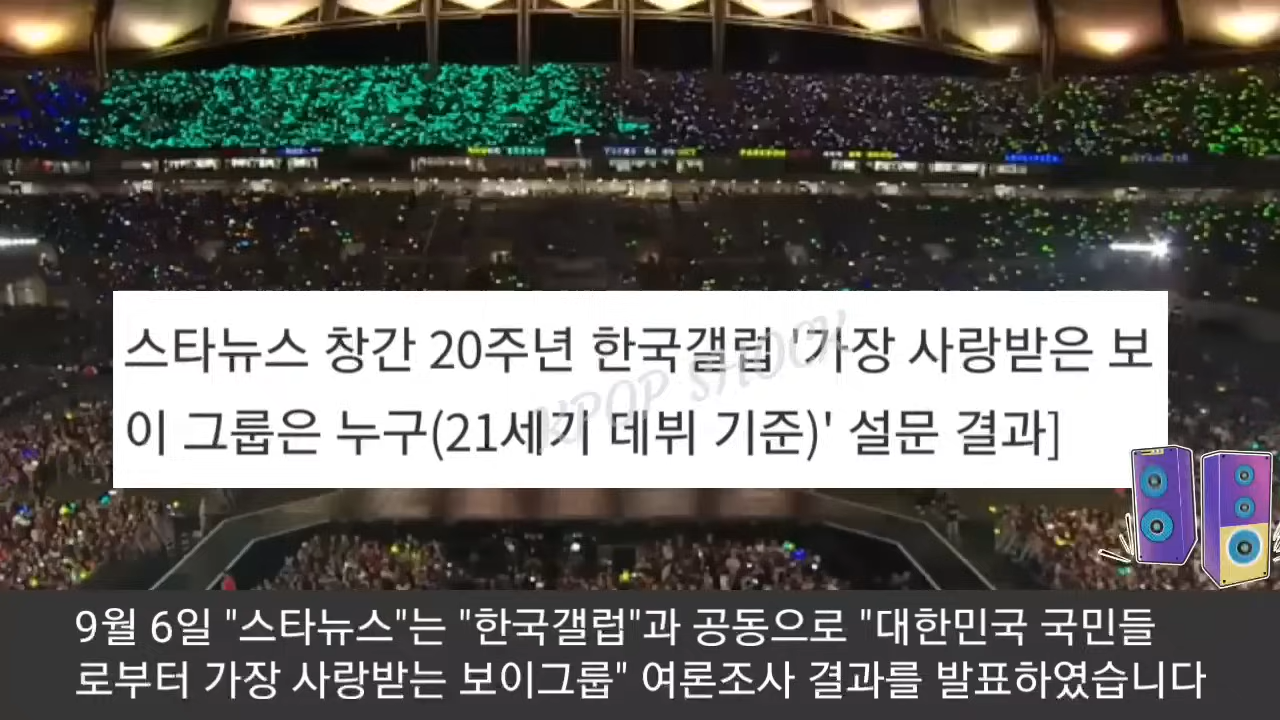 스타뉴스 창간 20주년 한국갤럽 '가장 사랑받은 보
이 그룹은 누구(21세기 데뷔 기준)' 설문 결과]
KPOP SHOCK
9월 6일 "스타뉴스"는 "한국갤럽"과 공동으로 "대한민국 국민들
로부터 가장 사랑받는 보이그룹" 여론조사 결과를 발표하였습니다